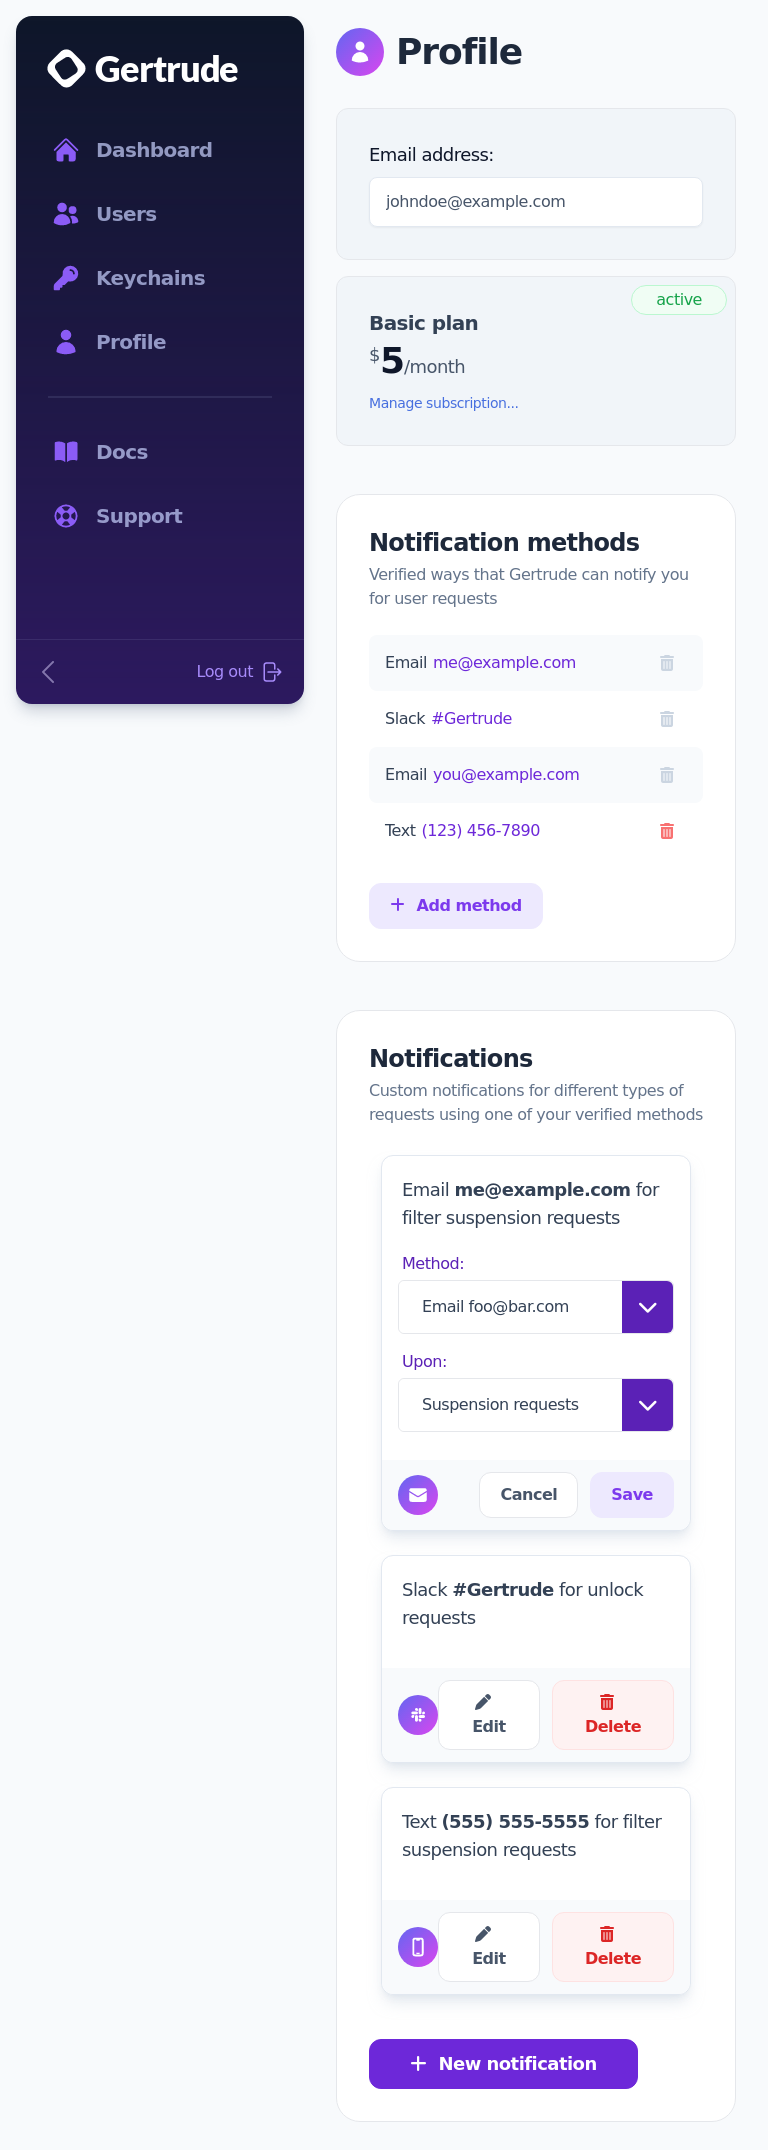 Gertrude
Dashboard
Users
Keychains
Profile
Docs
Support
Log out
Profile
Email address:
johndoe@example.com
active
Basic plan
$5/month
Manage subscription...
Notification methods
Verified ways that Gertrude can notify you
for user requests
Email me@example.com
Slack #Gertrude
Email you@example.com
Text (123) 456-7890
Add method
Notifications
Custom notifications for different types of
requests using one of your verified methods
Email me@example.com for
filter suspension requests
Method:
Email foo@bar.com
Upon:
Suspension requests
Cancel Save
Slack #Gertrude for unlock
requests
Edit Delete
Text (555) 555-5555 for filter
suspension requests
Edit Delete
New notification